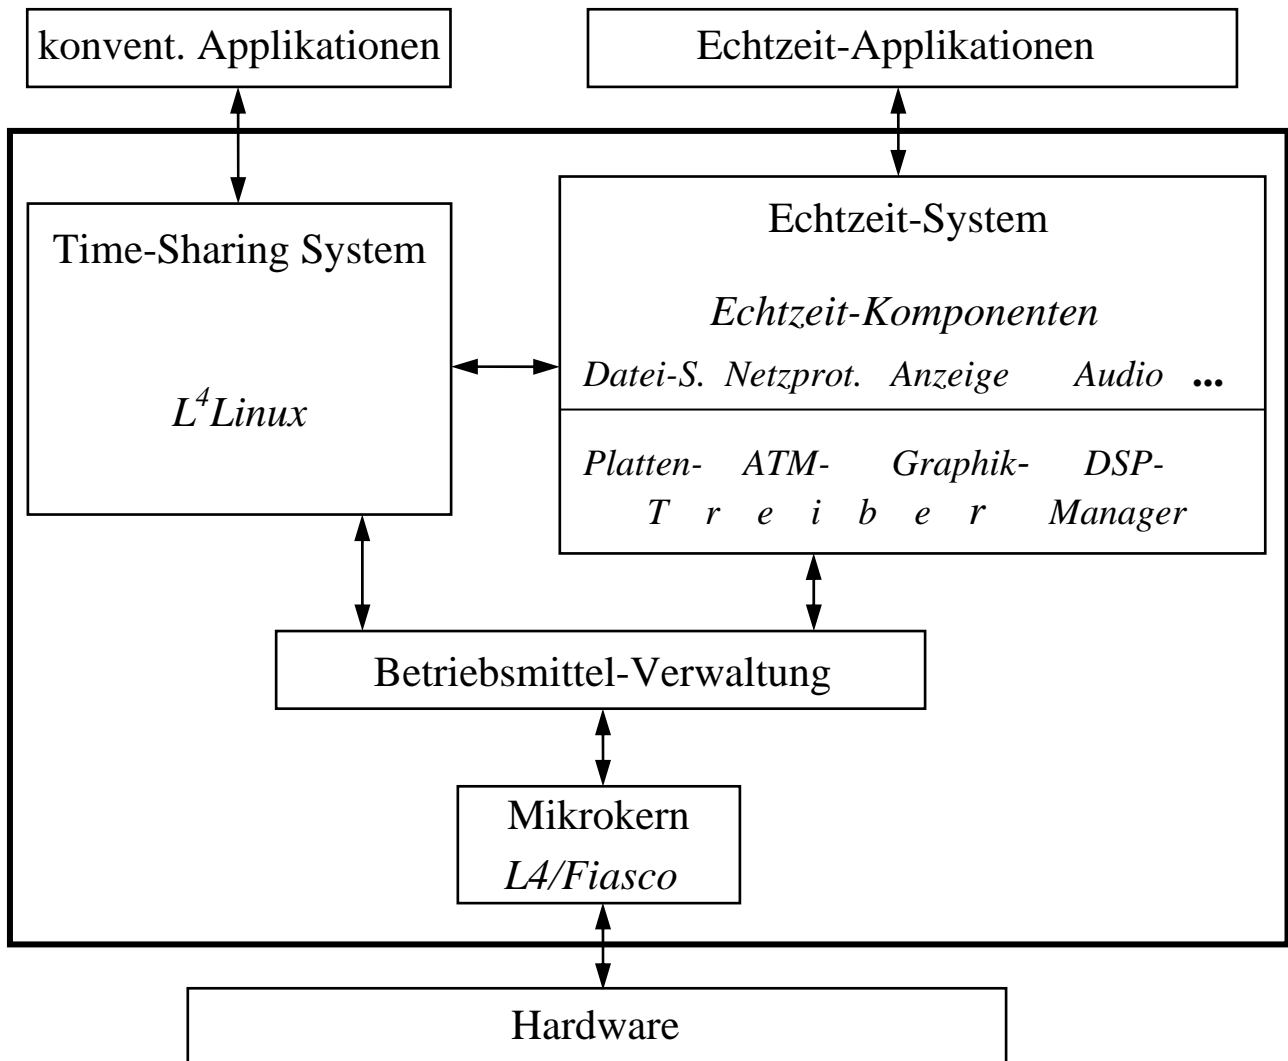 konvent. Applikationen
Echtzeit-Applikationen
Time-Sharing System
L⁴Linux
Echtzeit-System
Echtzeit-Komponenten
Datei-S. Netzprot. Anzeige Audio ...
Platten- ATM- Graphik- DSP-
T r e i b e r Manager
Betriebsmittel-Verwaltung
Mikrokern
L4/Fiasco
Hardware